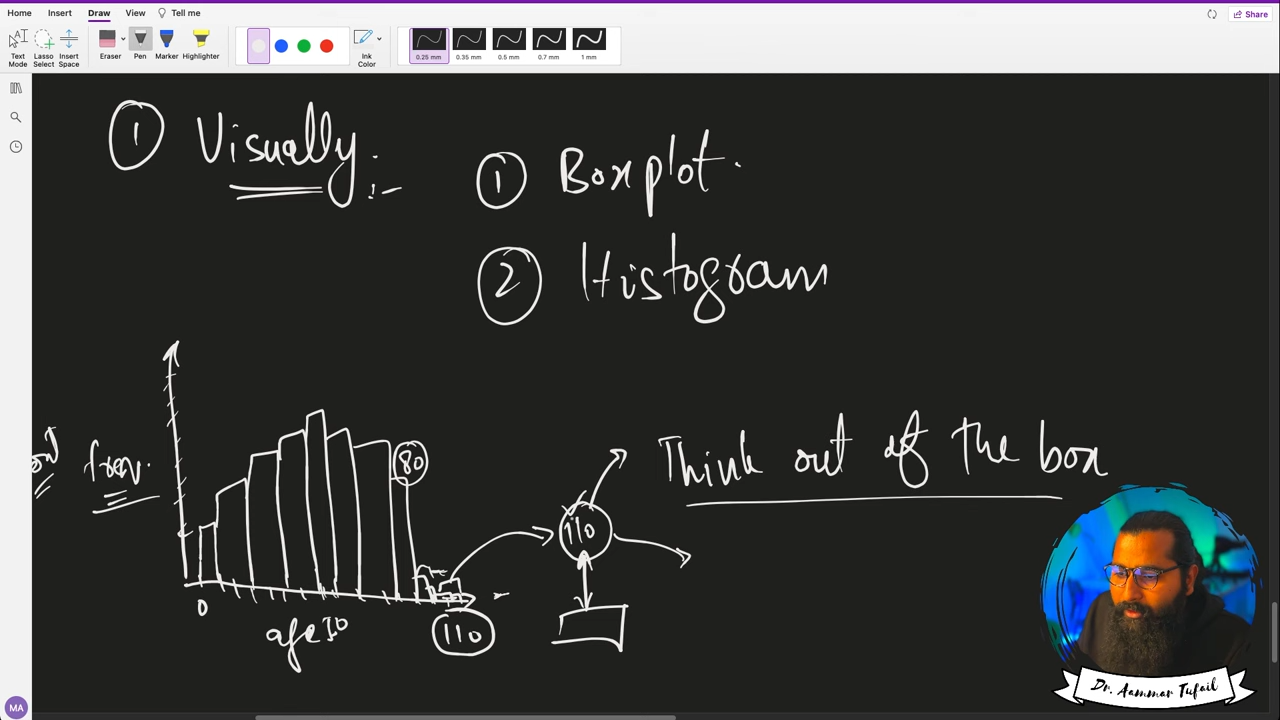 Home Insert Draw View Tell me
Share
Text Mode
Lasso Select
Insert Space
Eraser
Pen
Marker
Highlighter
Ink Color
0.25 mm
0.35 mm
0.5 mm
0.7 mm
1 mm
① Visually :-
① Boxplot.
② Histogram
80
Think out of the box
110
0
age
110
MA
Dr. Aammar Tufail